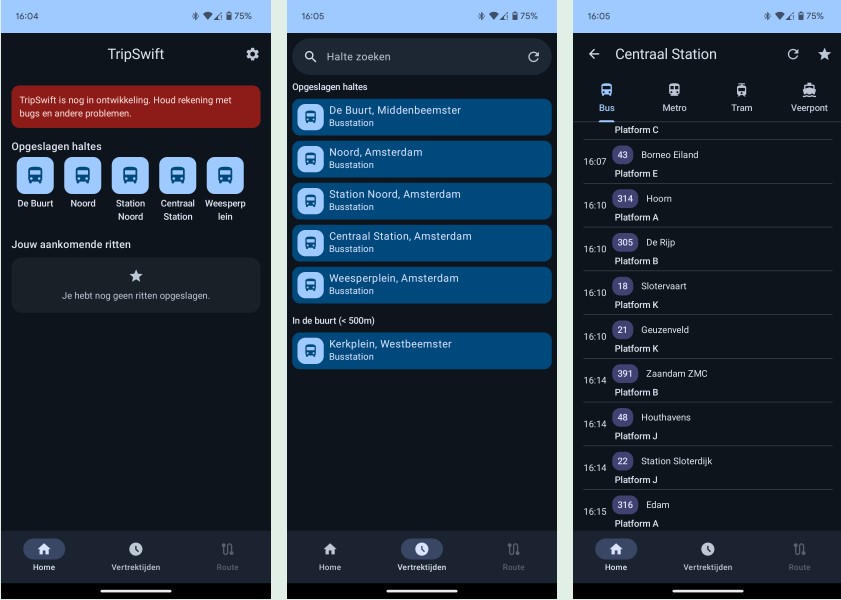 16:04
75%
TripSwift
TripSwift is nog in ontwikkeling. Houd rekening met
bugs en andere problemen.
Opgeslagen haltes
De Buurt
Noord
Station
Noord
Centraal
Station
Weesperp
lein
Jouw aankomende ritten
Je hebt nog geen ritten opgeslagen.
Home
Vertrektijden
Route
16:05
75%
Halte zoeken
Opgeslagen haltes
De Buurt, Middenbeemster
Busstation
Noord, Amsterdam
Busstation
Station Noord, Amsterdam
Busstation
Centraal Station, Amsterdam
Busstation
Weesperplein, Amsterdam
Busstation
In de buurt (< 500m)
Kerkplein, Westbeemster
Busstation
Home
Vertrektijden
Route
16:05
75%
Centraal Station
Bus
Metro
Tram
Veerpont
Platform C
16:07 43 Borneo Eiland
Platform E
16:10 314 Hoorn
Platform A
16:10 305 De Rijp
Platform B
16:10 18 Slotervaart
Platform K
16:10 21 Geuzenveld
Platform K
16:14 391 Zaandam ZMC
Platform B
16:14 48 Houthavens
Platform J
16:14 22 Station Sloterdijk
Platform J
16:15 316 Edam
Platform A
Home
Vertrektijden
Route